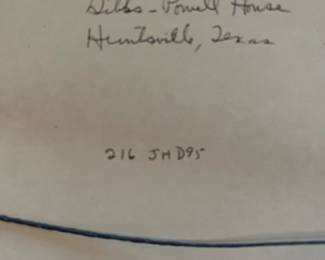 Gibbs-Powell House
Huntsville, Texas
216 JHD95